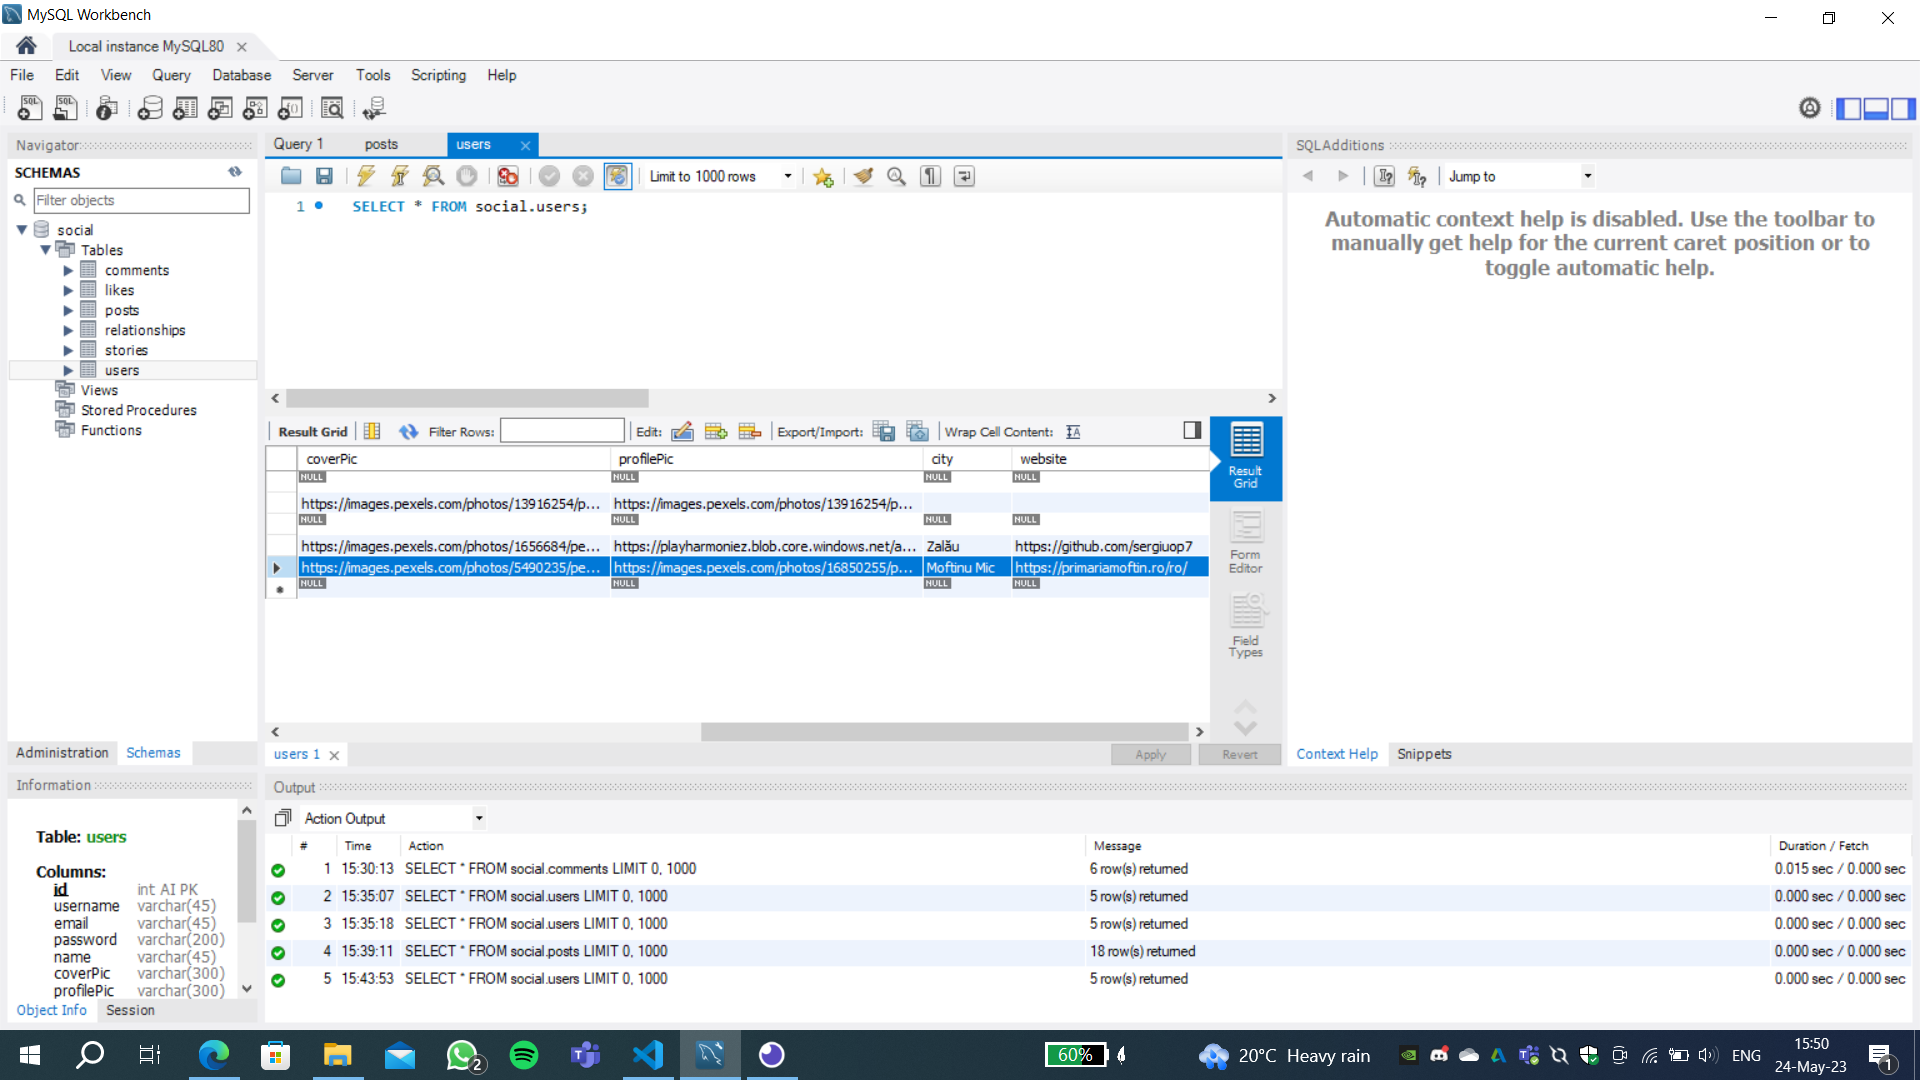 MySQL Workbench
Local instance MySQL80
File Edit View Query Database Server Tools Scripting Help
Navigator
SCHEMAS
Filter objects
social
Tables
comments
likes
posts
relationships
stories
users
Views
Stored Procedures
Functions
Administration Schemas
Information
Table: users
Columns:
id int AI PK
username varchar(45)
email varchar(45)
password varchar(200)
name varchar(45)
coverPic varchar(300)
profilePic varchar(300)
Object Info Session
Query 1 posts users
Limit to 1000 rows
1 SELECT * FROM social.users;
Result Grid Filter Rows: Edit: Export/Import: Wrap Cell Content:
coverPic profilePic city website
NULL NULL NULL NULL
https://images.pexels.com/photos/13916254/p... https://images.pexels.com/photos/13916254/p...
NULL NULL NULL NULL
https://images.pexels.com/photos/1656684/pe... https://playharmoniez.blob.core.windows.net/a... Zalău https://github.com/sergiuop7
https://images.pexels.com/photos/5490235/pe... https://images.pexels.com/photos/16850255/p... Moftinu Mic https://primariamoftin.ro/ro/
NULL NULL NULL NULL
Result
Grid
Form
Editor
Field
Types
users 1 Apply Revert
SQLAdditions
Jump to
Automatic context help is disabled. Use the toolbar to
manually get help for the current caret position or to
toggle automatic help.
Context Help Snippets
Output
Action Output
# Time Action Message Duration / Fetch
1 15:30:13 SELECT * FROM social.comments LIMIT 0, 1000 6 row(s) returned 0.015 sec / 0.000 sec
2 15:35:07 SELECT * FROM social.users LIMIT 0, 1000 5 row(s) returned 0.000 sec / 0.000 sec
3 15:35:18 SELECT * FROM social.users LIMIT 0, 1000 5 row(s) returned 0.000 sec / 0.000 sec
4 15:39:11 SELECT * FROM social.posts LIMIT 0, 1000 18 row(s) returned 0.000 sec / 0.000 sec
5 15:43:53 SELECT * FROM social.users LIMIT 0, 1000 5 row(s) returned 0.000 sec / 0.000 sec
2
60%
20°C Heavy rain
ENG
15:50
24-May-23
1